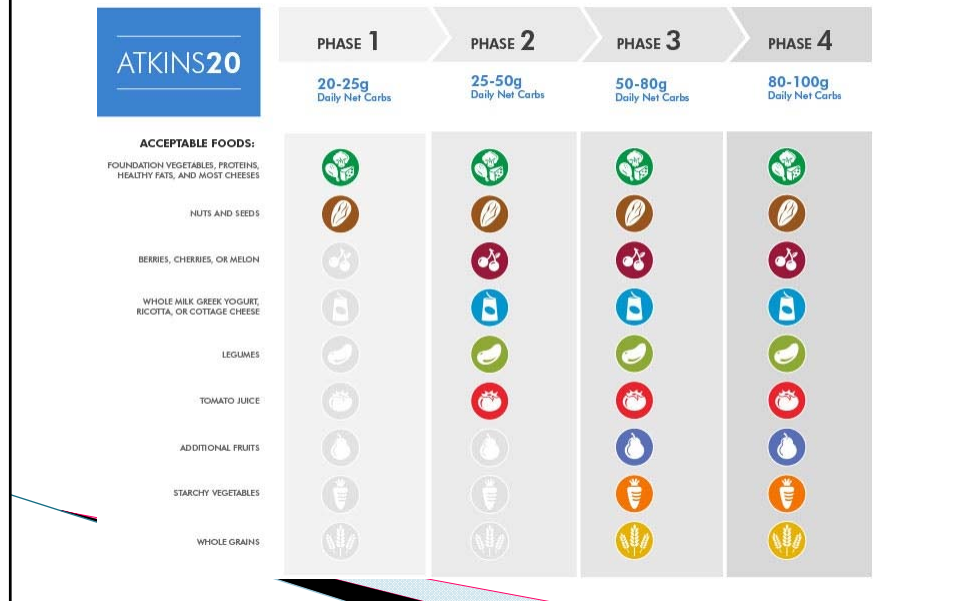 ATKINS20
PHASE 1
PHASE 2
PHASE 3
PHASE 4
20-25g
Daily Net Carbs
25-50g
Daily Net Carbs
50-80g
Daily Net Carbs
80-100g
Daily Net Carbs
ACCEPTABLE FOODS:
FOUNDATION VEGETABLES, PROTEINS,
HEALTHY FATS, AND MOST CHEESES
NUTS AND SEEDS
BERRIES, CHERRIES, OR MELON
WHOLE MILK GREEK YOGURT,
RICOTTA, OR COTTAGE CHEESE
LEGUMES
TOMATO JUICE
ADDITIONAL FRUITS
STARCHY VEGETABLES
WHOLE GRAINS